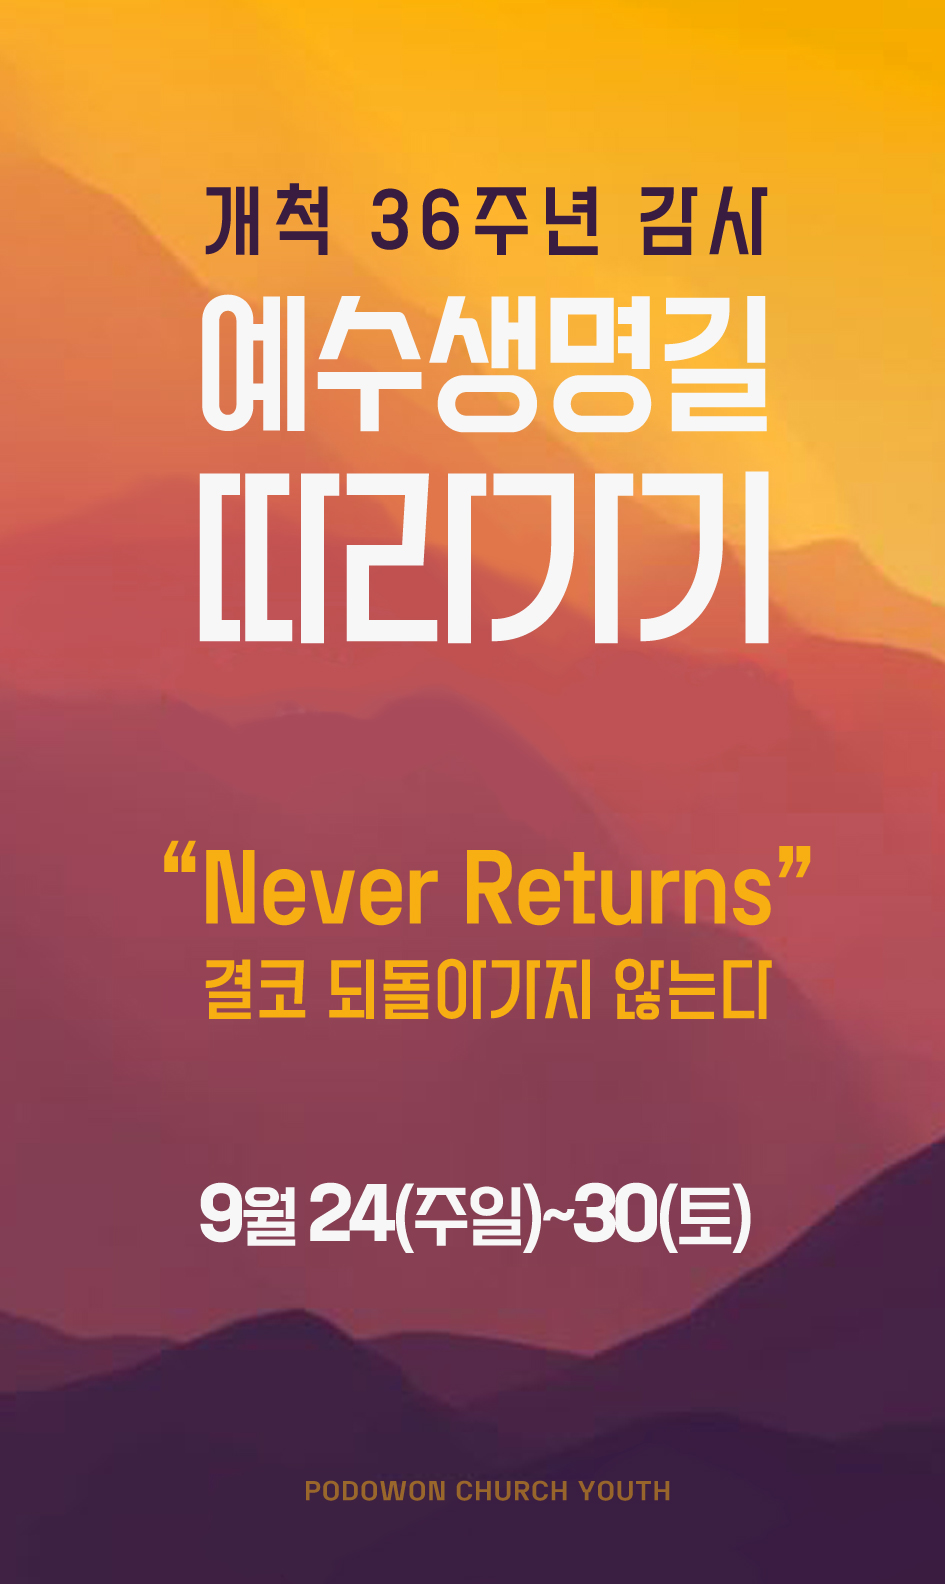 개척 36주년 감사
예수생명길
따라가기
“Never Returns”
결코 되돌아가지 않는다
9월 24(주일)~30(토)
PODOWON CHURCH YOUTH